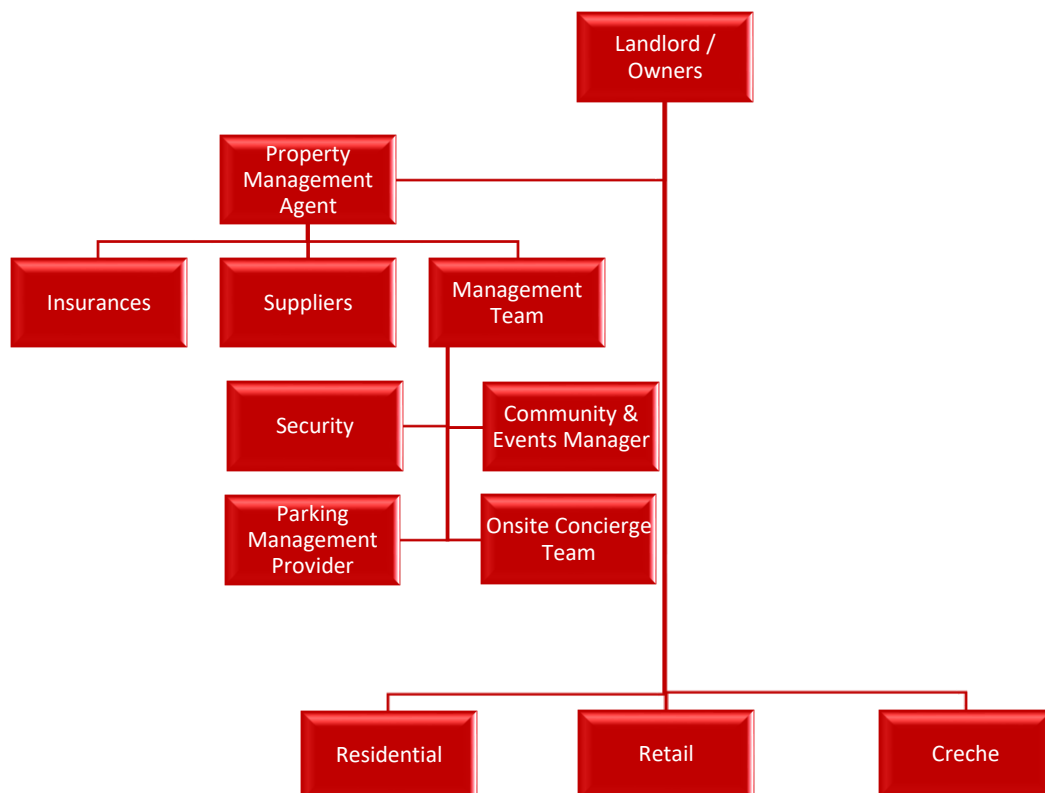 Landlord /
Owners
Property
Management
Agent
Insurances
Suppliers
Management
Team
Security
Community &
Events Manager
Parking
Management
Provider
Onsite Concierge
Team
Residential
Retail
Creche